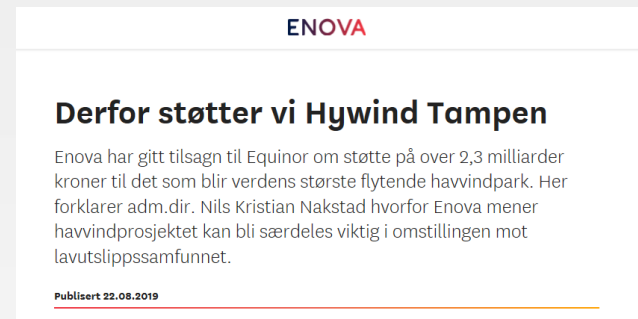 ENOVA
Derfor støtter vi Hywind Tampen
Enova har gitt tilsagn til Equinor om støtte på over 2,3 milliarder
kroner til det som blir verdens største flytende havvindpark. Her
forklarer adm.dir. Nils Kristian Nakstad hvorfor Enova mener
havvindprosjektet kan bli særdeles viktig i omstillingen mot
lavutslippssamfunnet.
Publisert 22.08.2019